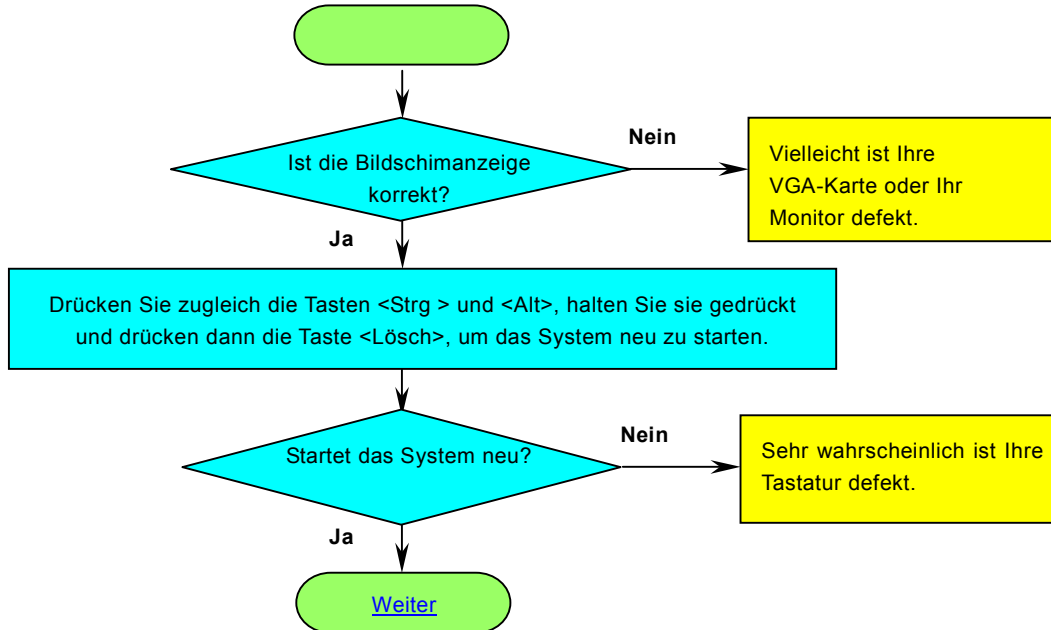 Nein
Ist die Bildschimanzeige
korrekt?
Vielleicht ist Ihre
VGA-Karte oder Ihr
Monitor defekt.
Ja
Drücken Sie zugleich die Tasten <Strg > und <Alt>, halten Sie sie gedrückt
und drücken dann die Taste <Lösch>, um das System neu zu starten.
Nein
Startet das System neu?
Sehr wahrscheinlich ist Ihre
Tastatur defekt.
Ja
Weiter